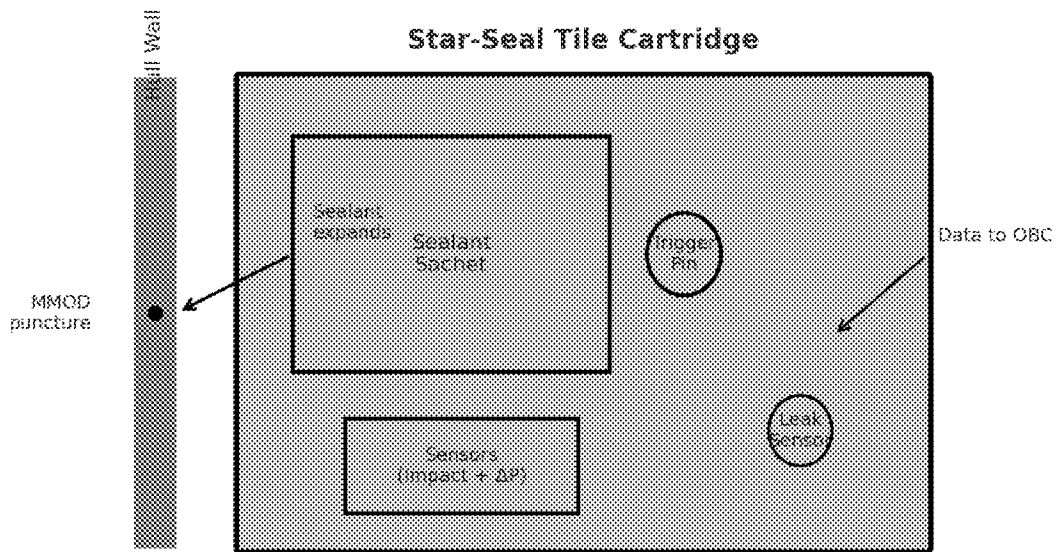 Hull Wall
Star-Seal Tile Cartridge
Sealant
expands
Sealant
Sachet
Trigger
Pin
Data to OBC
MMOD
puncture
Leak
Sensor
Sensors
(Impact + ΔP)